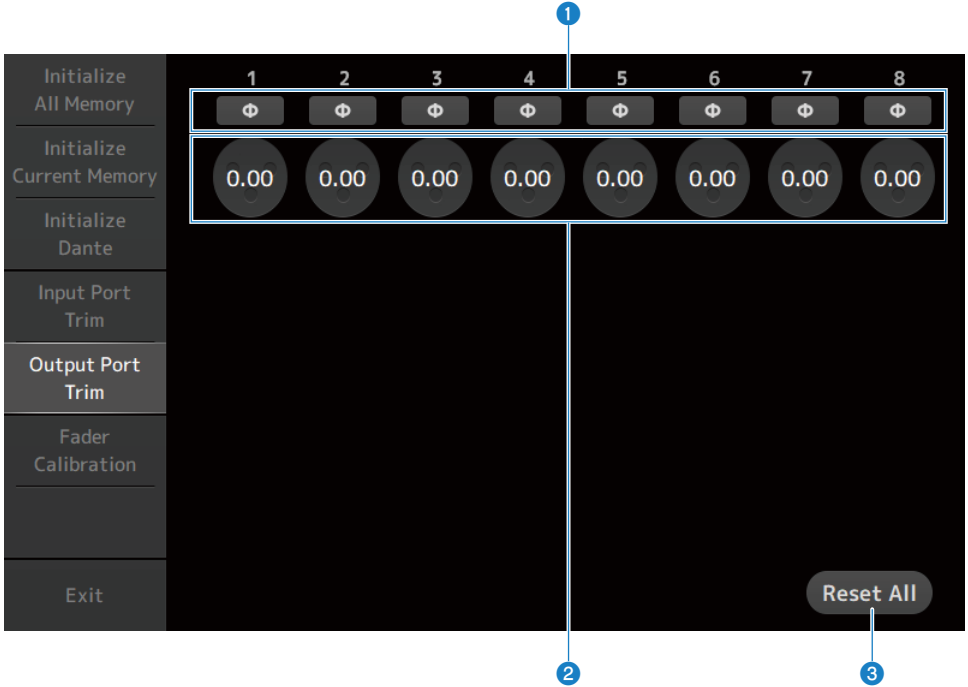 1
Initialize
All Memory
Initialize
Current Memory
Initialize
Dante
Input Port
Trim
Output Port
Trim
Fader
Calibration
Exit
1 2 3 4 5 6 7 8
Φ Φ Φ Φ Φ Φ Φ Φ
0.00 0.00 0.00 0.00 0.00 0.00 0.00 0.00
Reset All
2 3